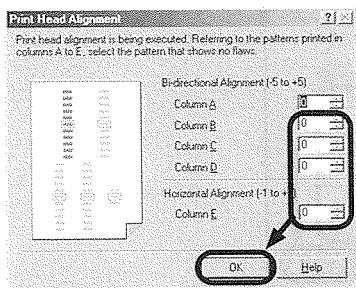 Print Head Alignment
Print head alignment is being executed. Referring to the patterns printed in
columns A to E, select the pattern that shows no flaws.
Bi-directional Alignment (-5 to +5)
Column A 0
Column B 0
Column C 0
Column D 0
Horizontal Alignment (-1 to +
Column E 0
OK Help